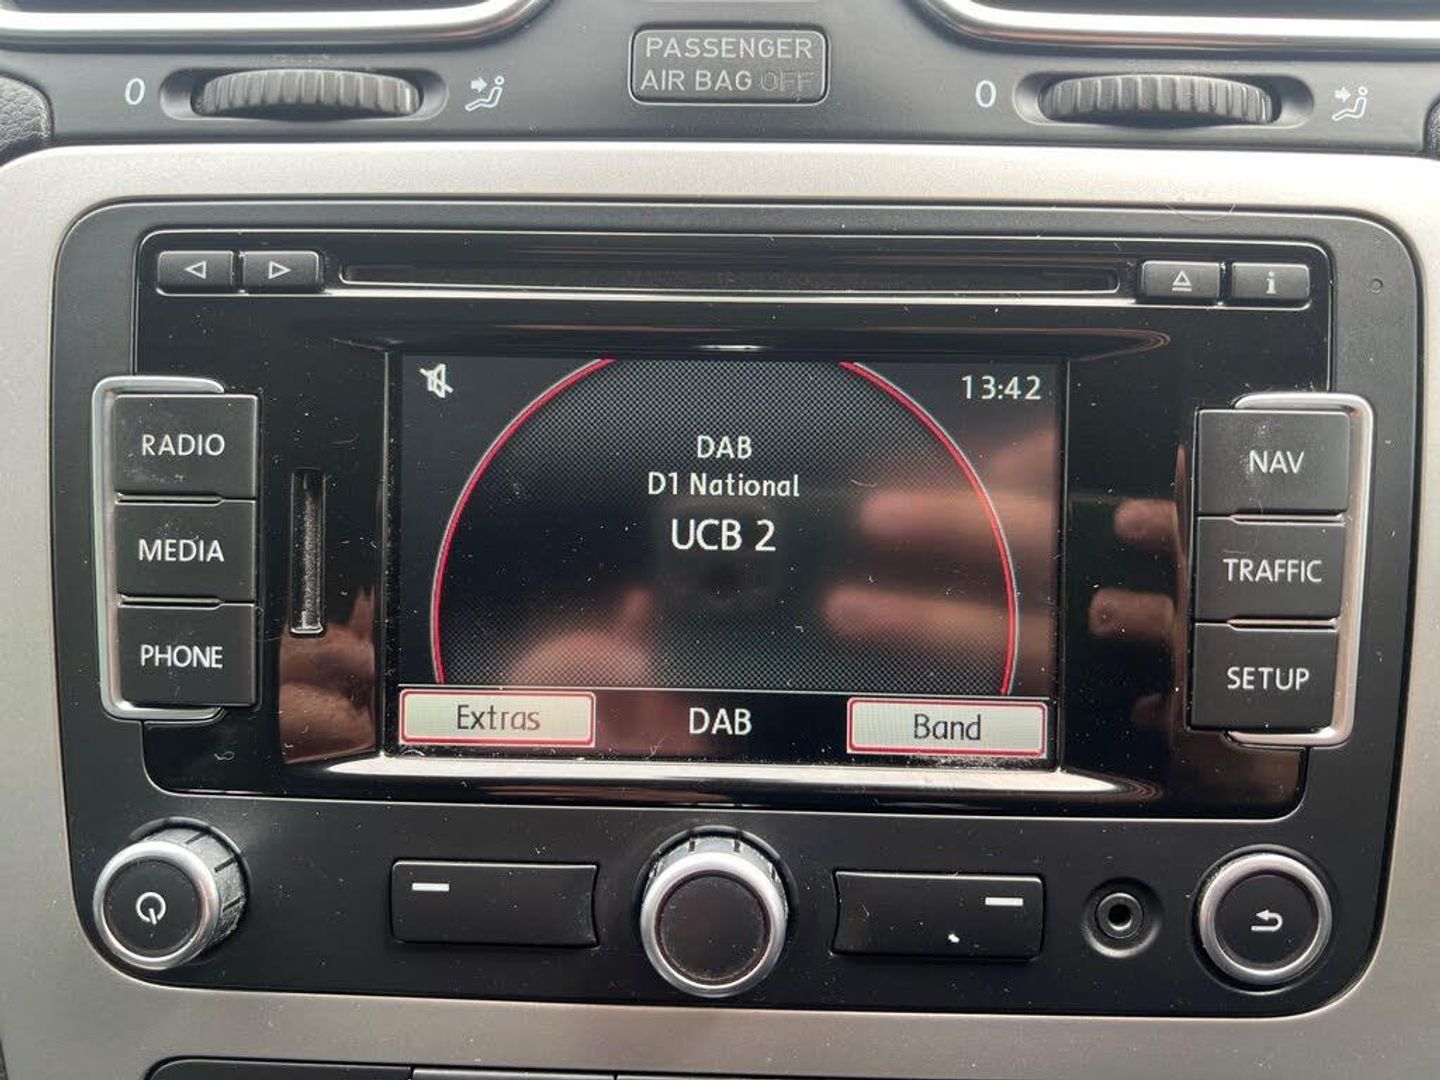 PASSENGER
AIR BAG OFF
0
0
i
13:42
DAB
D1 National
UCB 2
RADIO
MEDIA
PHONE
NAV
TRAFFIC
SETUP
Extras
DAB
Band